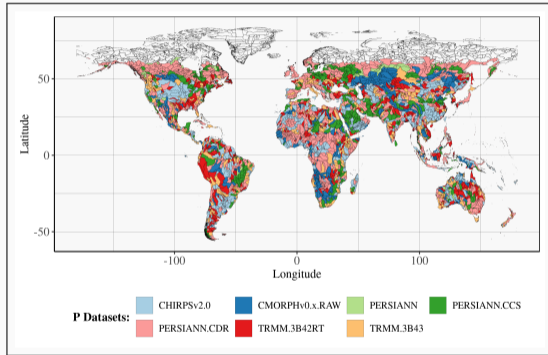 50
0
-50
Latitude
-100
0
100
Longitude
P Datasets:
CHIRPSv2.0
CMORPHv0.x.RAW
PERSIANN
PERSIANN.CCS
PERSIANN.CDR
TRMM.3B42RT
TRMM.3B43